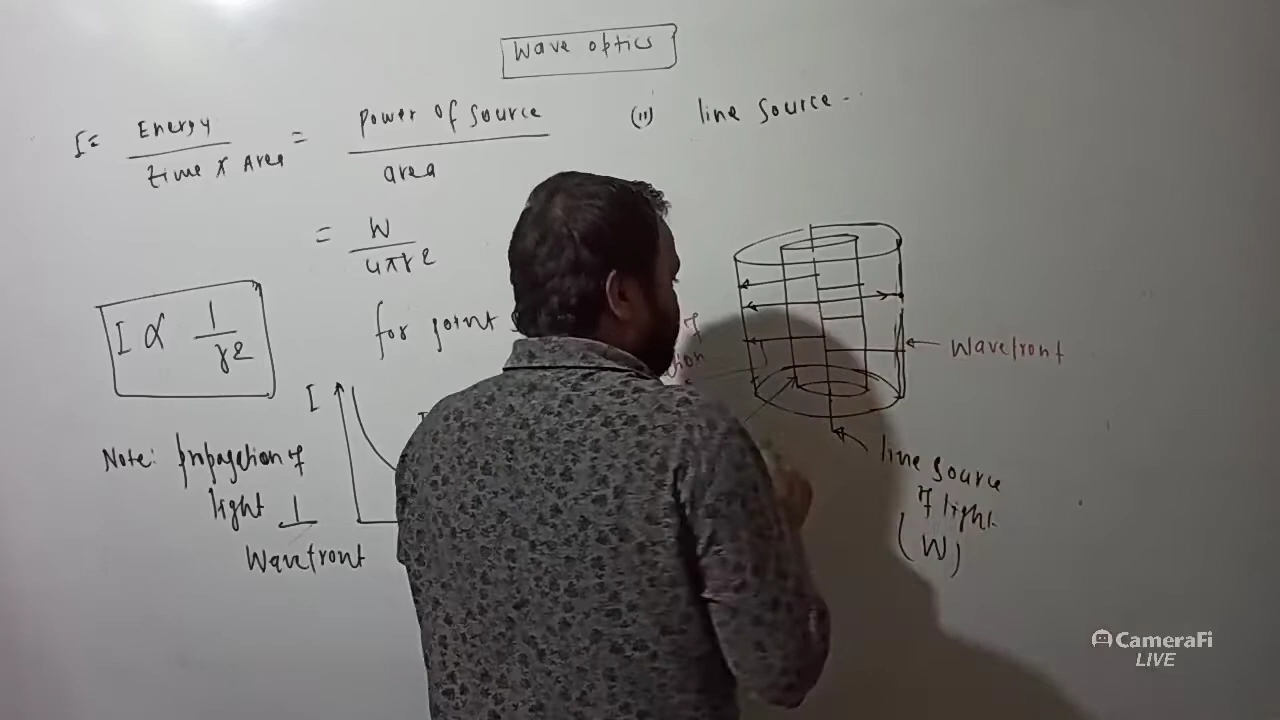 Wave optics
I = Energy / time × Area = Power of Source / area
= W / 4πr2
I ∝ 1 / r2
for point
I
Note: propagation of
light ⊥
Wavefront
(ii) line source
Wavefront
line source
of light
(W)
CameraFi
LIVE